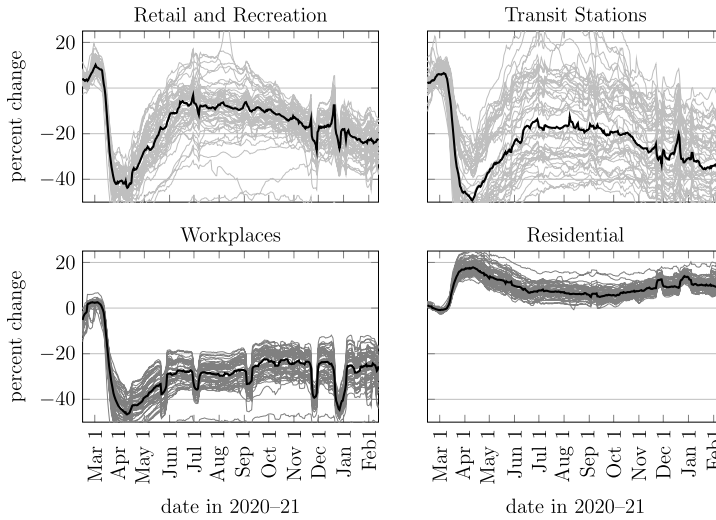 Retail and Recreation
Transit Stations
percent change
20
0
−20
−40
Workplaces
Residential
percent change
20
0
−20
−40
Mar 1
Apr 1
May 1
Jun 1
Jul 1
Aug 1
Sep 1
Oct 1
Nov 1
Dec 1
Jan 1
Feb1
Mar 1
Apr 1
May 1
Jun 1
Jul 1
Aug 1
Sep 1
Oct 1
Nov 1
Dec 1
Jan 1
Feb1
date in 2020–21
date in 2020–21